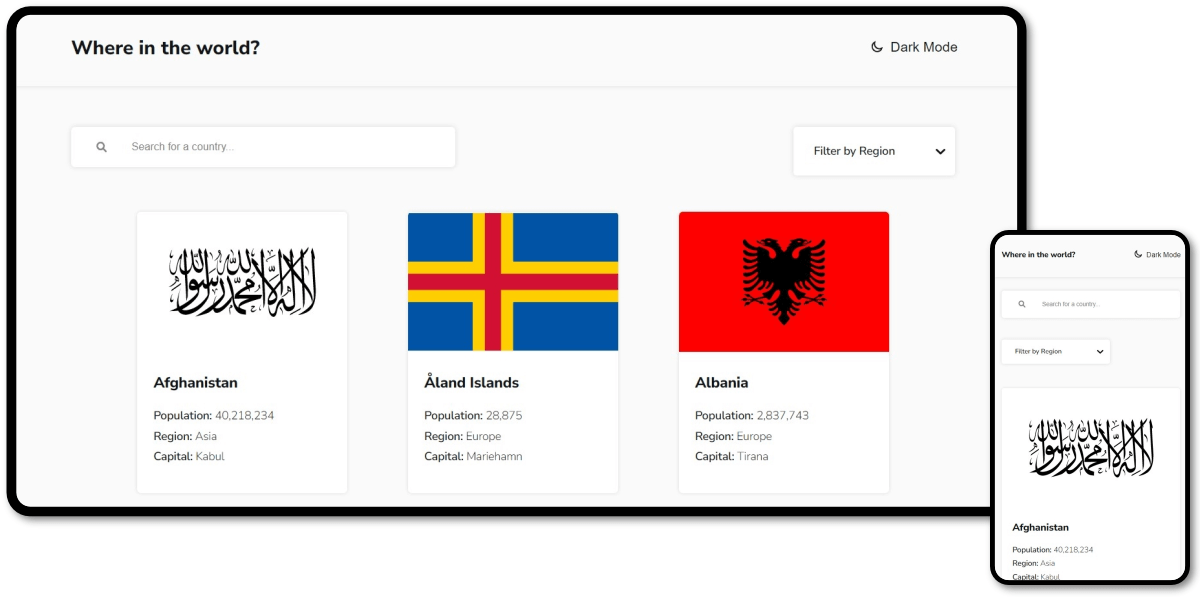 Where in the world?
Dark Mode
Search for a country...
Filter by Region
لا إله إلا الله محمد رسول الله
Afghanistan
Population: 40,218,234
Region: Asia
Capital: Kabul
Åland Islands
Population: 28,875
Region: Europe
Capital: Mariehamn
Albania
Population: 2,837,743
Region: Europe
Capital: Tirana
Where in the world?
Dark Mode
Search for a country...
Filter by Region
لا إله إلا الله محمد رسول الله
Afghanistan
Population: 40,218,234
Region: Asia
Capital: Kabul